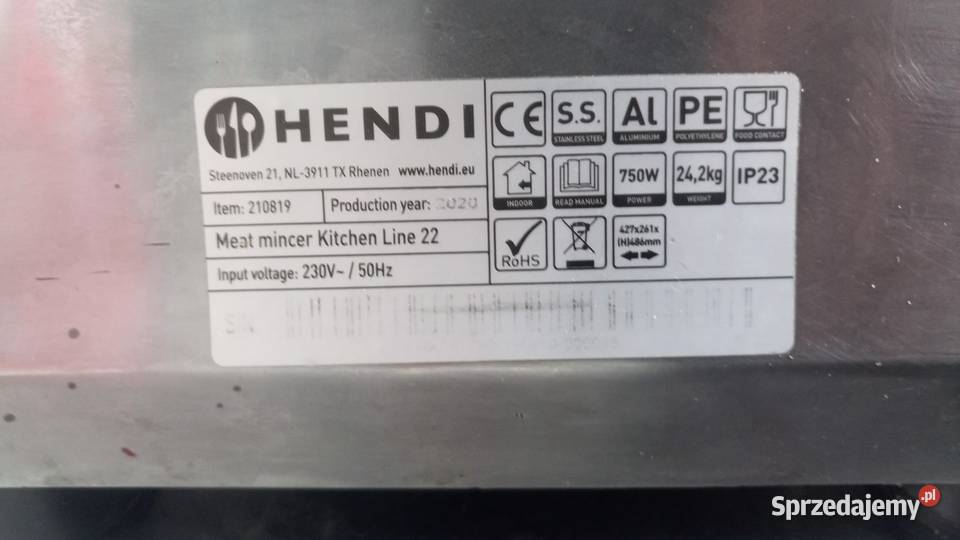 HENDI
Steenoven 21, NL-3911 TX Rhenen www.hendi.eu
Item: 210819
Production year: 2020
Meat mincer Kitchen Line 22
Input voltage: 230V~ / 50Hz
CE
S.S.
STAINLESS STEEL
Al
ALUMINIUM
PE
POLYETHYLENE
FOOD CONTACT
INDOOR
READ MANUAL
750W
POWER
24,2kg
WEIGHT
IP23
RoHS
427x261x
(H)486mm
S/N:
Sprzedajemy.pl